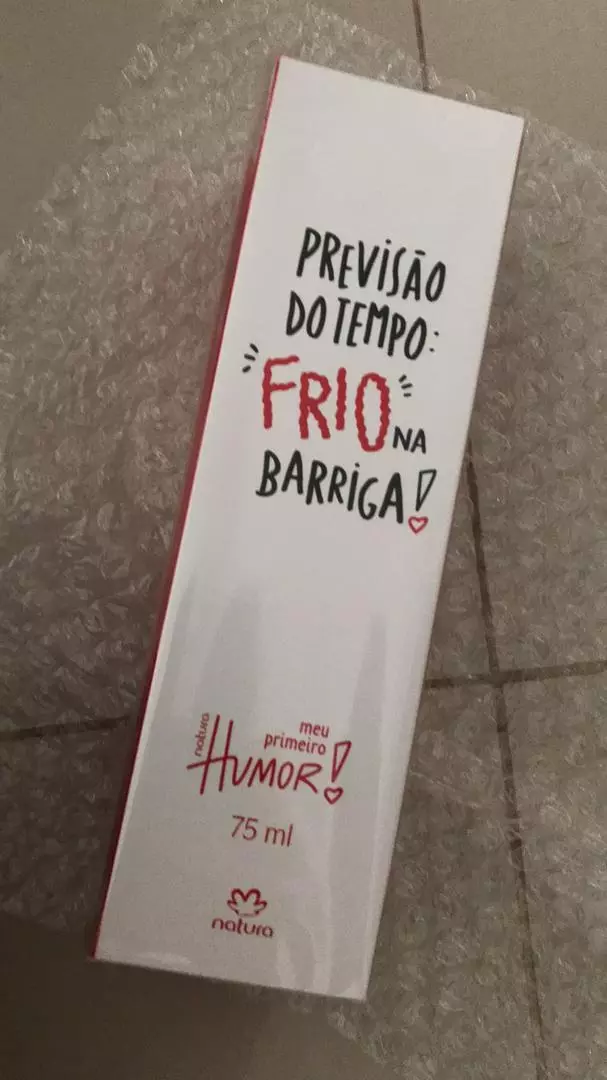 PREVISÃO
DO TEMPO:
"FRIO" NA
BARRIGA!
natura
meu
primeiro
HUMOR!
75 ml
natura